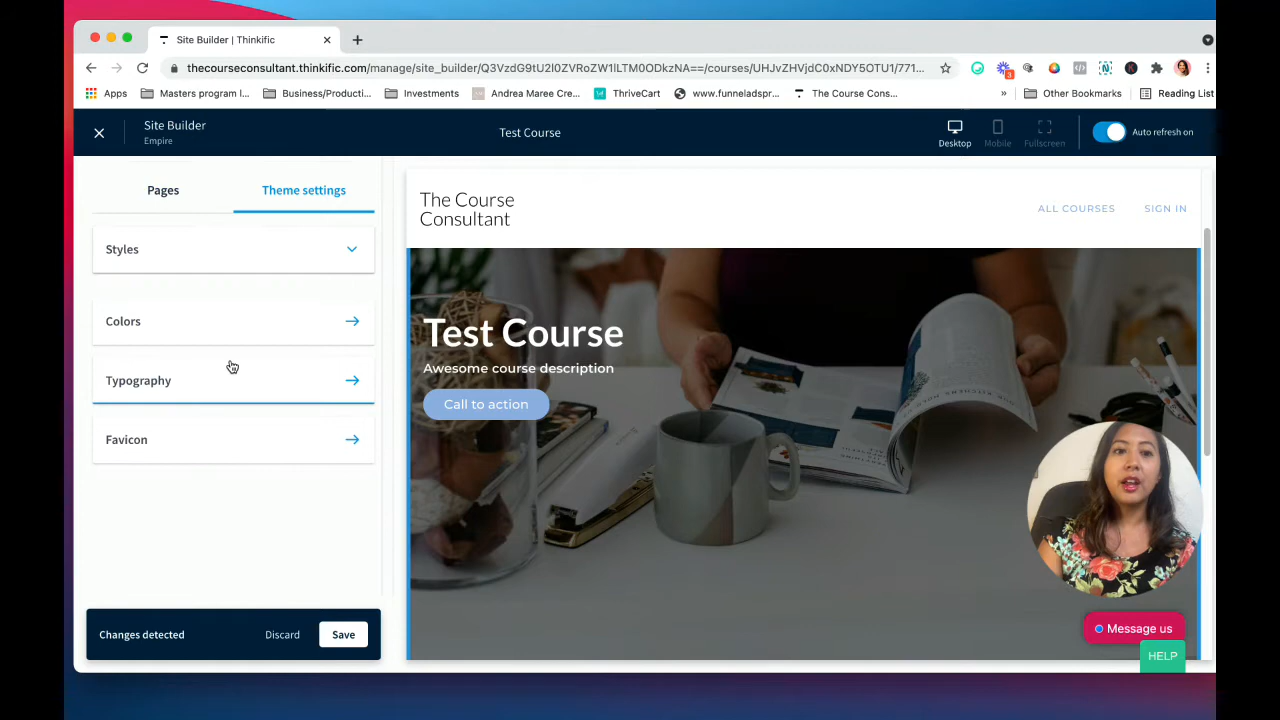 Site Builder | Thinkific
thecourseconsultant.thinkific.com/manage/site_builder/Q3VzdG9tU2l0ZVRoZW1lLTM0ODkzNA==/courses/UHJvZHVjdC0xNDY5OTU1/771...
3
Apps
Masters program I...
Business/Producti...
Investments
Andrea Maree Cre...
ThriveCart
www.funneladspr...
The Course Cons...
»
Other Bookmarks
Reading List
Site Builder
Empire
Test Course
Desktop
Mobile
Fullscreen
Auto refresh on
Pages
Theme settings
Styles
Colors
Typography
Favicon
Changes detected
Discard
Save
The Course
Consultant
ALL COURSES
SIGN IN
Test Course
Awesome course description
Call to action
Message us
HELP